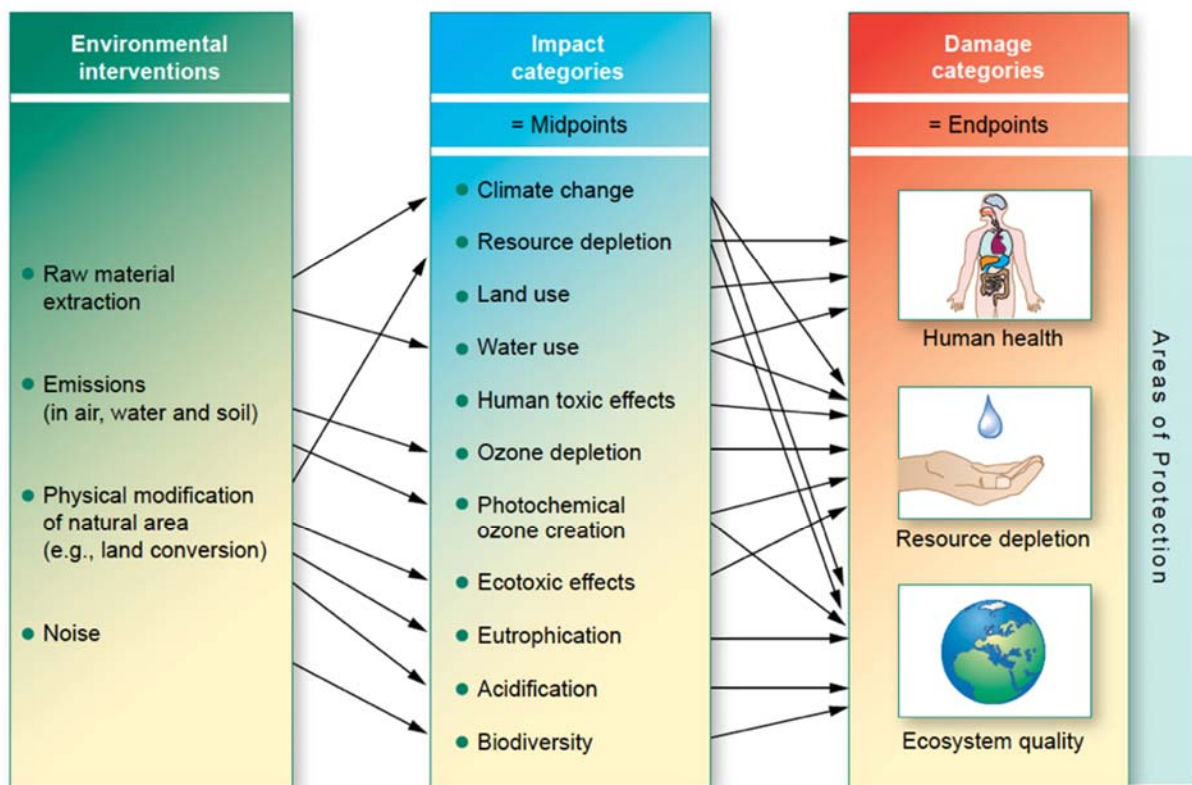 Environmental
interventions
Raw material
extraction
Emissions
(in air, water and soil)
Physical modification
of natural area
(e.g., land conversion)
Noise
Impact
categories
= Midpoints
Climate change
Resource depletion
Land use
Water use
Human toxic effects
Ozone depletion
Photochemical
ozone creation
Ecotoxic effects
Eutrophication
Acidification
Biodiversity
Damage
categories
= Endpoints
Human health
Resource depletion
Ecosystem quality
Areas of Protection